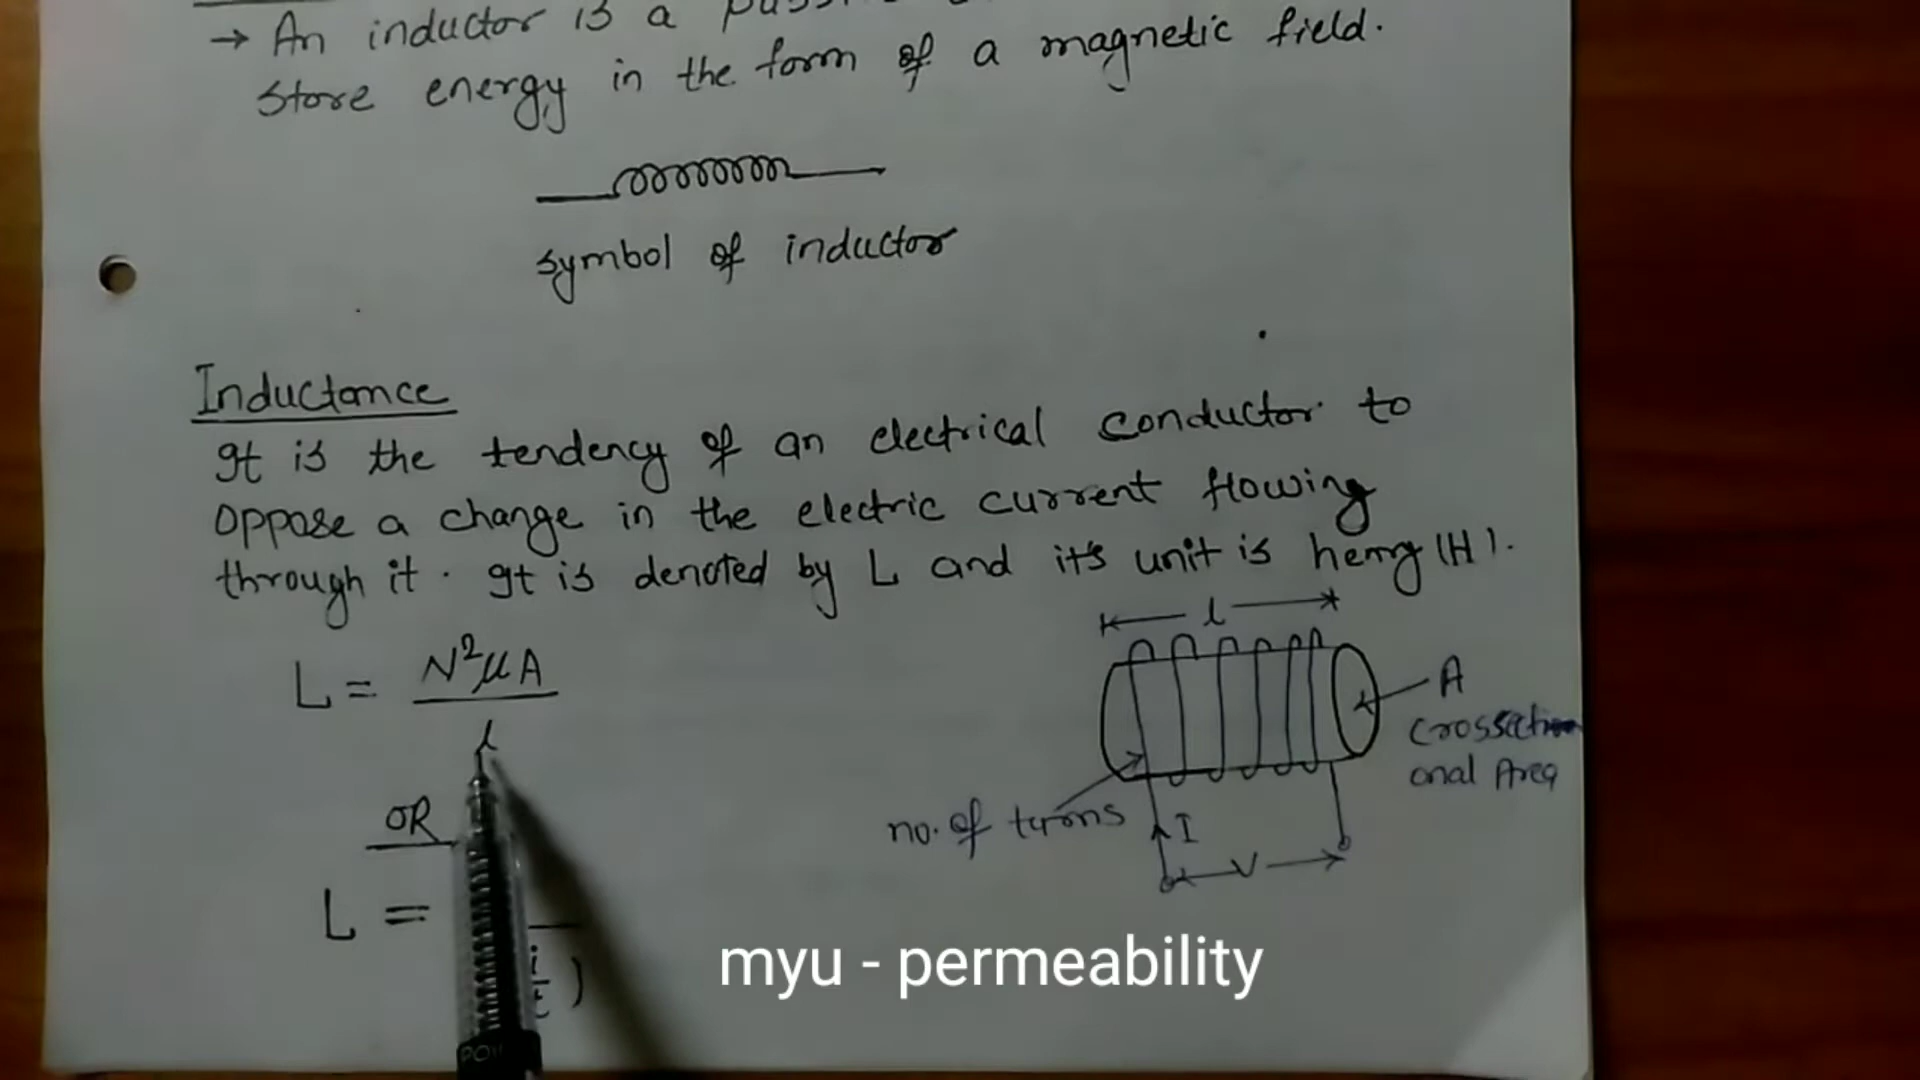 → An inductor is a
store energy in the form of a magnetic field.
symbol of inductor
Inductance
It is the tendency of an electrical conductor to
oppose a change in the electric current flowing
through it. It is denoted by L and it's unit is henry (H).
l
L = N²μA
l
A
crossection
onal Area
no. of turns
I
V
OR
L =
i
t )
myu - permeability